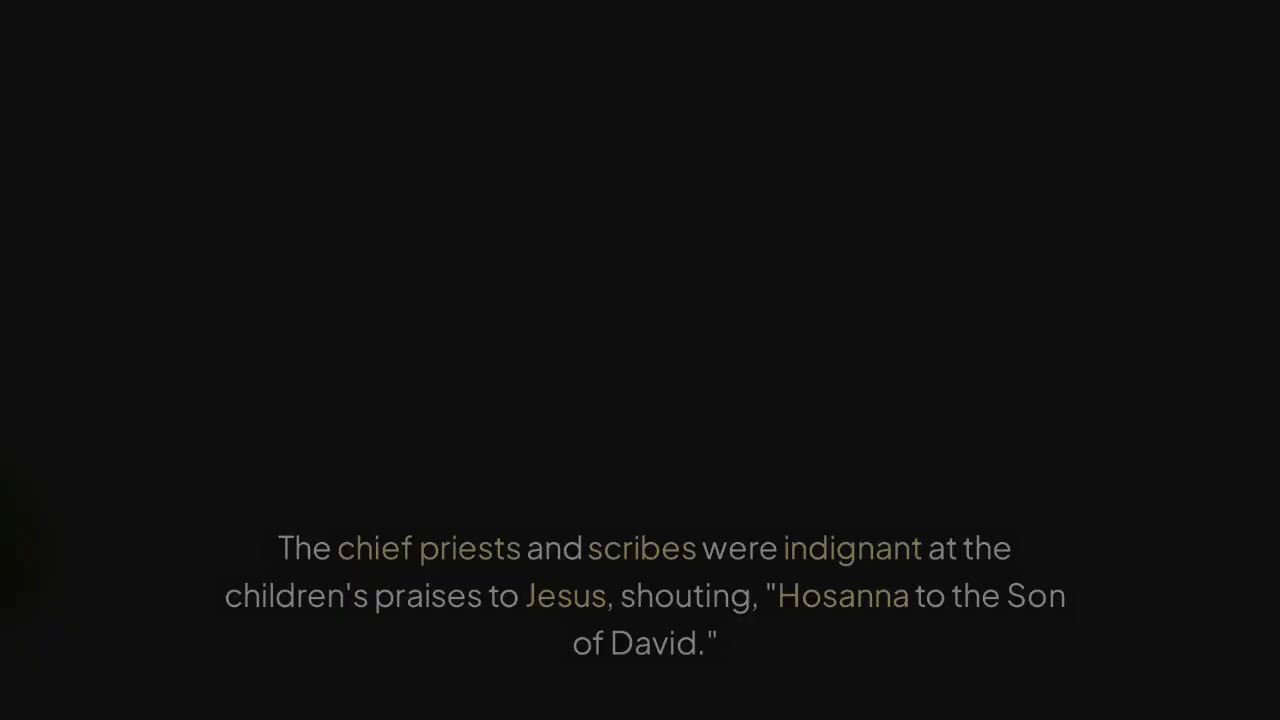 The chief priests and scribes were indignant at the
children's praises to Jesus, shouting, "Hosanna to the Son
of David."